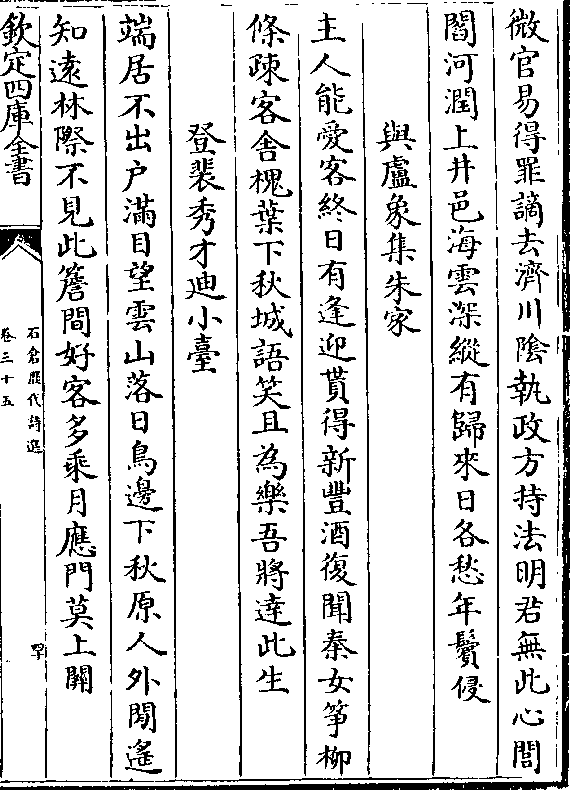 微官易得罪謫去濟川陰執政方持法明君無此心閭
閻河潤上井邑海雲深縱有歸來日各愁年鬢侵
與盧象集朱家
主人能愛客終日有逢迎貰得新豐酒復聞秦女箏柳
條疎客舍槐葉下秋城語笑且為樂吾將達此生
登裴秀才迪小臺
端居不出户滿目望雲山落日鳥邊下秋原人外閒遙
知遠林際不見此簷間好客多乘月應門莫上關
欽定四庫全書
石倉歷代詩選
卷三十五